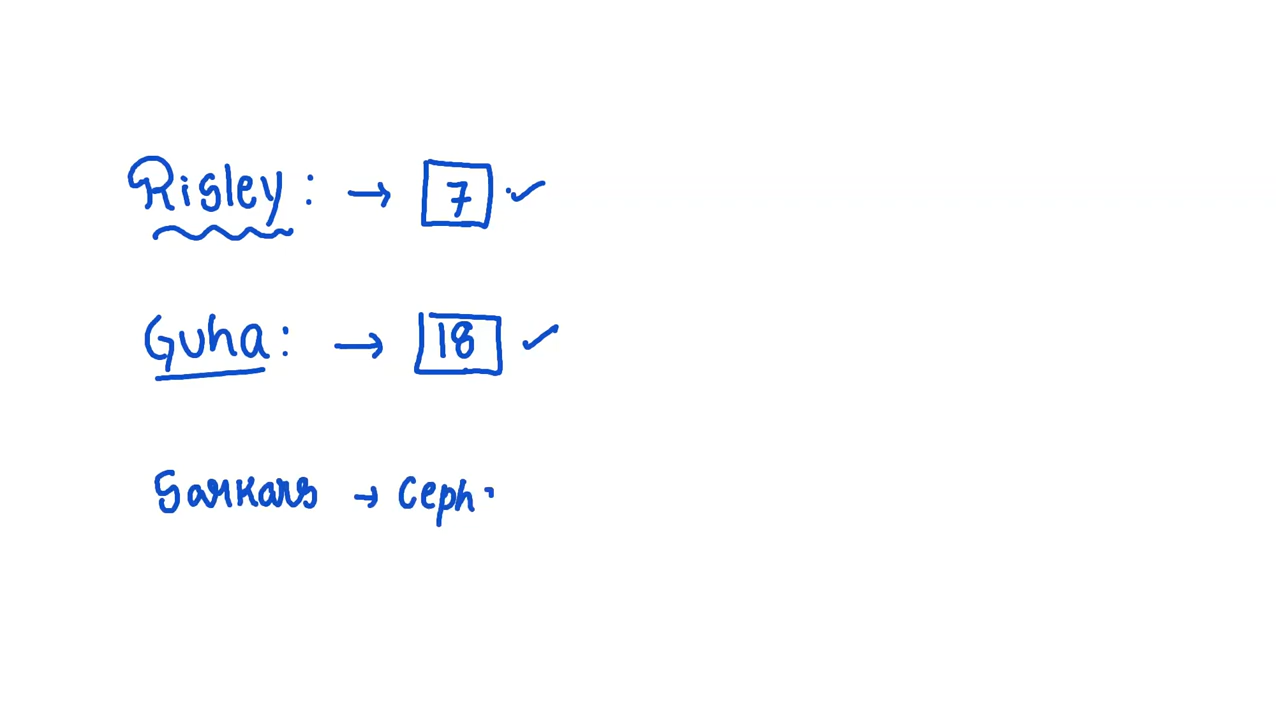 Risley : → 7 ✓
Guha : → 18 ✓
Sarkars → Ceph